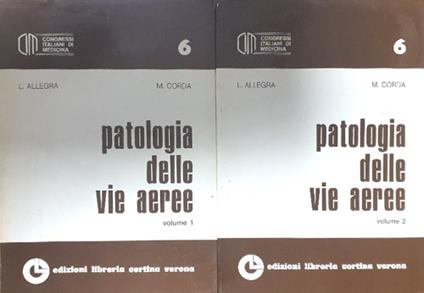 CONGRESSI
ITALIANI DI
MEDICINA
6
L. ALLEGRA M. CORDA
patologia
delle
vie aeree
volume 1
edizioni libreria cortina verona
CONGRESSI
ITALIANI DI
MEDICINA
6
L. ALLEGRA M. CORDA
patologia
delle
vie aeree
volume 2
edizioni libreria cortina verona